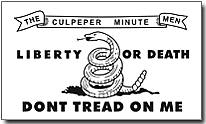 THE CULPEPER MINUTE MEN
LIBERTY OR DEATH
DONT TREAD ON ME